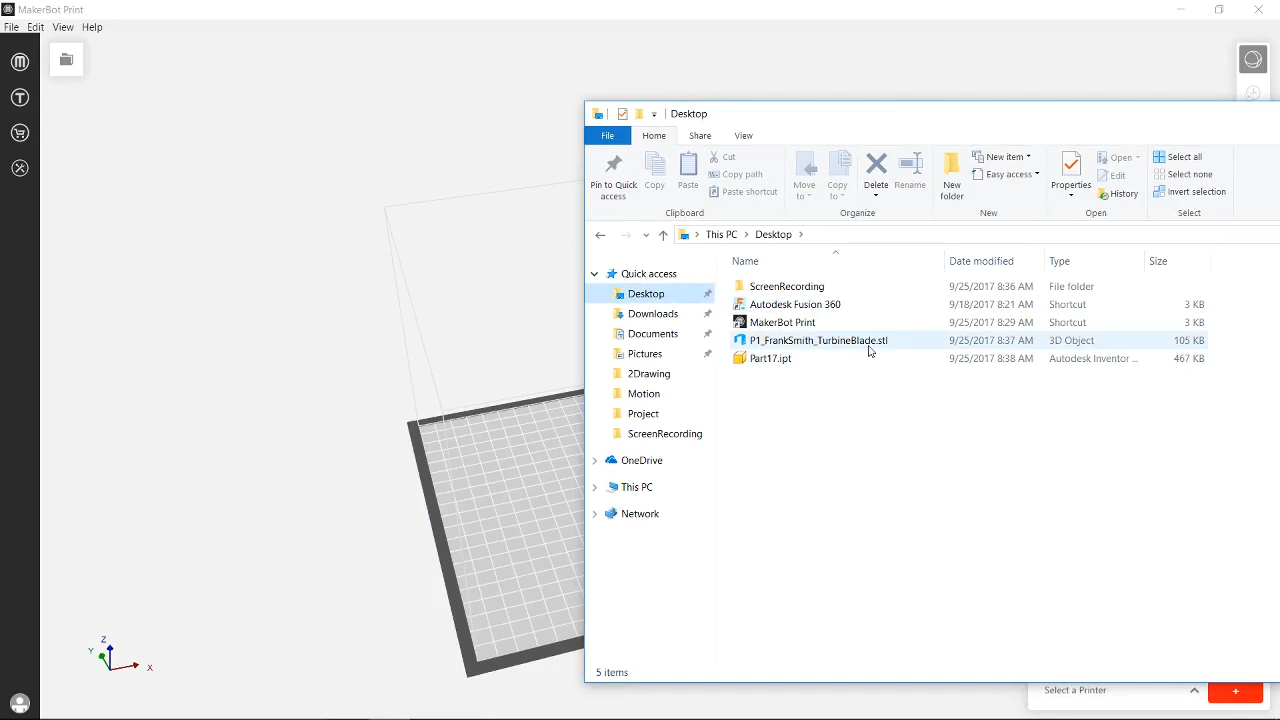 MakerBot Print
File Edit View Help
Desktop
File Home Share View
Pin to Quick access
Copy
Paste
Cut
Copy path
Paste shortcut
Clipboard
Move to
Copy to
Delete
Rename
Organize
New folder
New item
Easy access
New
Properties
Open
Edit
History
Open
Select all
Select none
Invert selection
Select
This PC > Desktop >
Name Date modified Type Size
ScreenRecording 9/25/2017 8:36 AM File folder
Autodesk Fusion 360 9/18/2017 8:21 AM Shortcut 3 KB
MakerBot Print 9/25/2017 8:29 AM Shortcut 3 KB
P1_FrankSmith_TurbineBlade.stl 9/25/2017 8:37 AM 3D Object 105 KB
Part17.ipt 9/25/2017 8:38 AM Autodesk Inventor ... 467 KB
Quick access
Desktop
Downloads
Documents
Pictures
2Drawing
Motion
Project
ScreenRecording
OneDrive
This PC
Network
5 items
Z
Y
X
Select a Printer
+